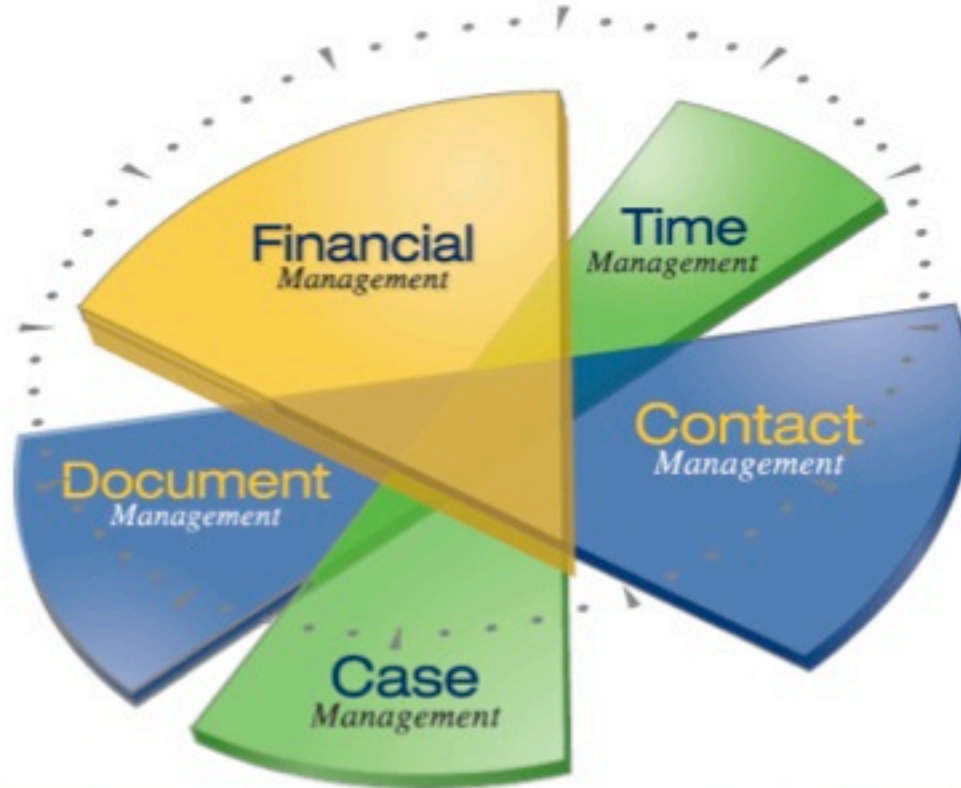 Financial
Management
Time
Management
Contact
Management
Document
Management
Case
Management